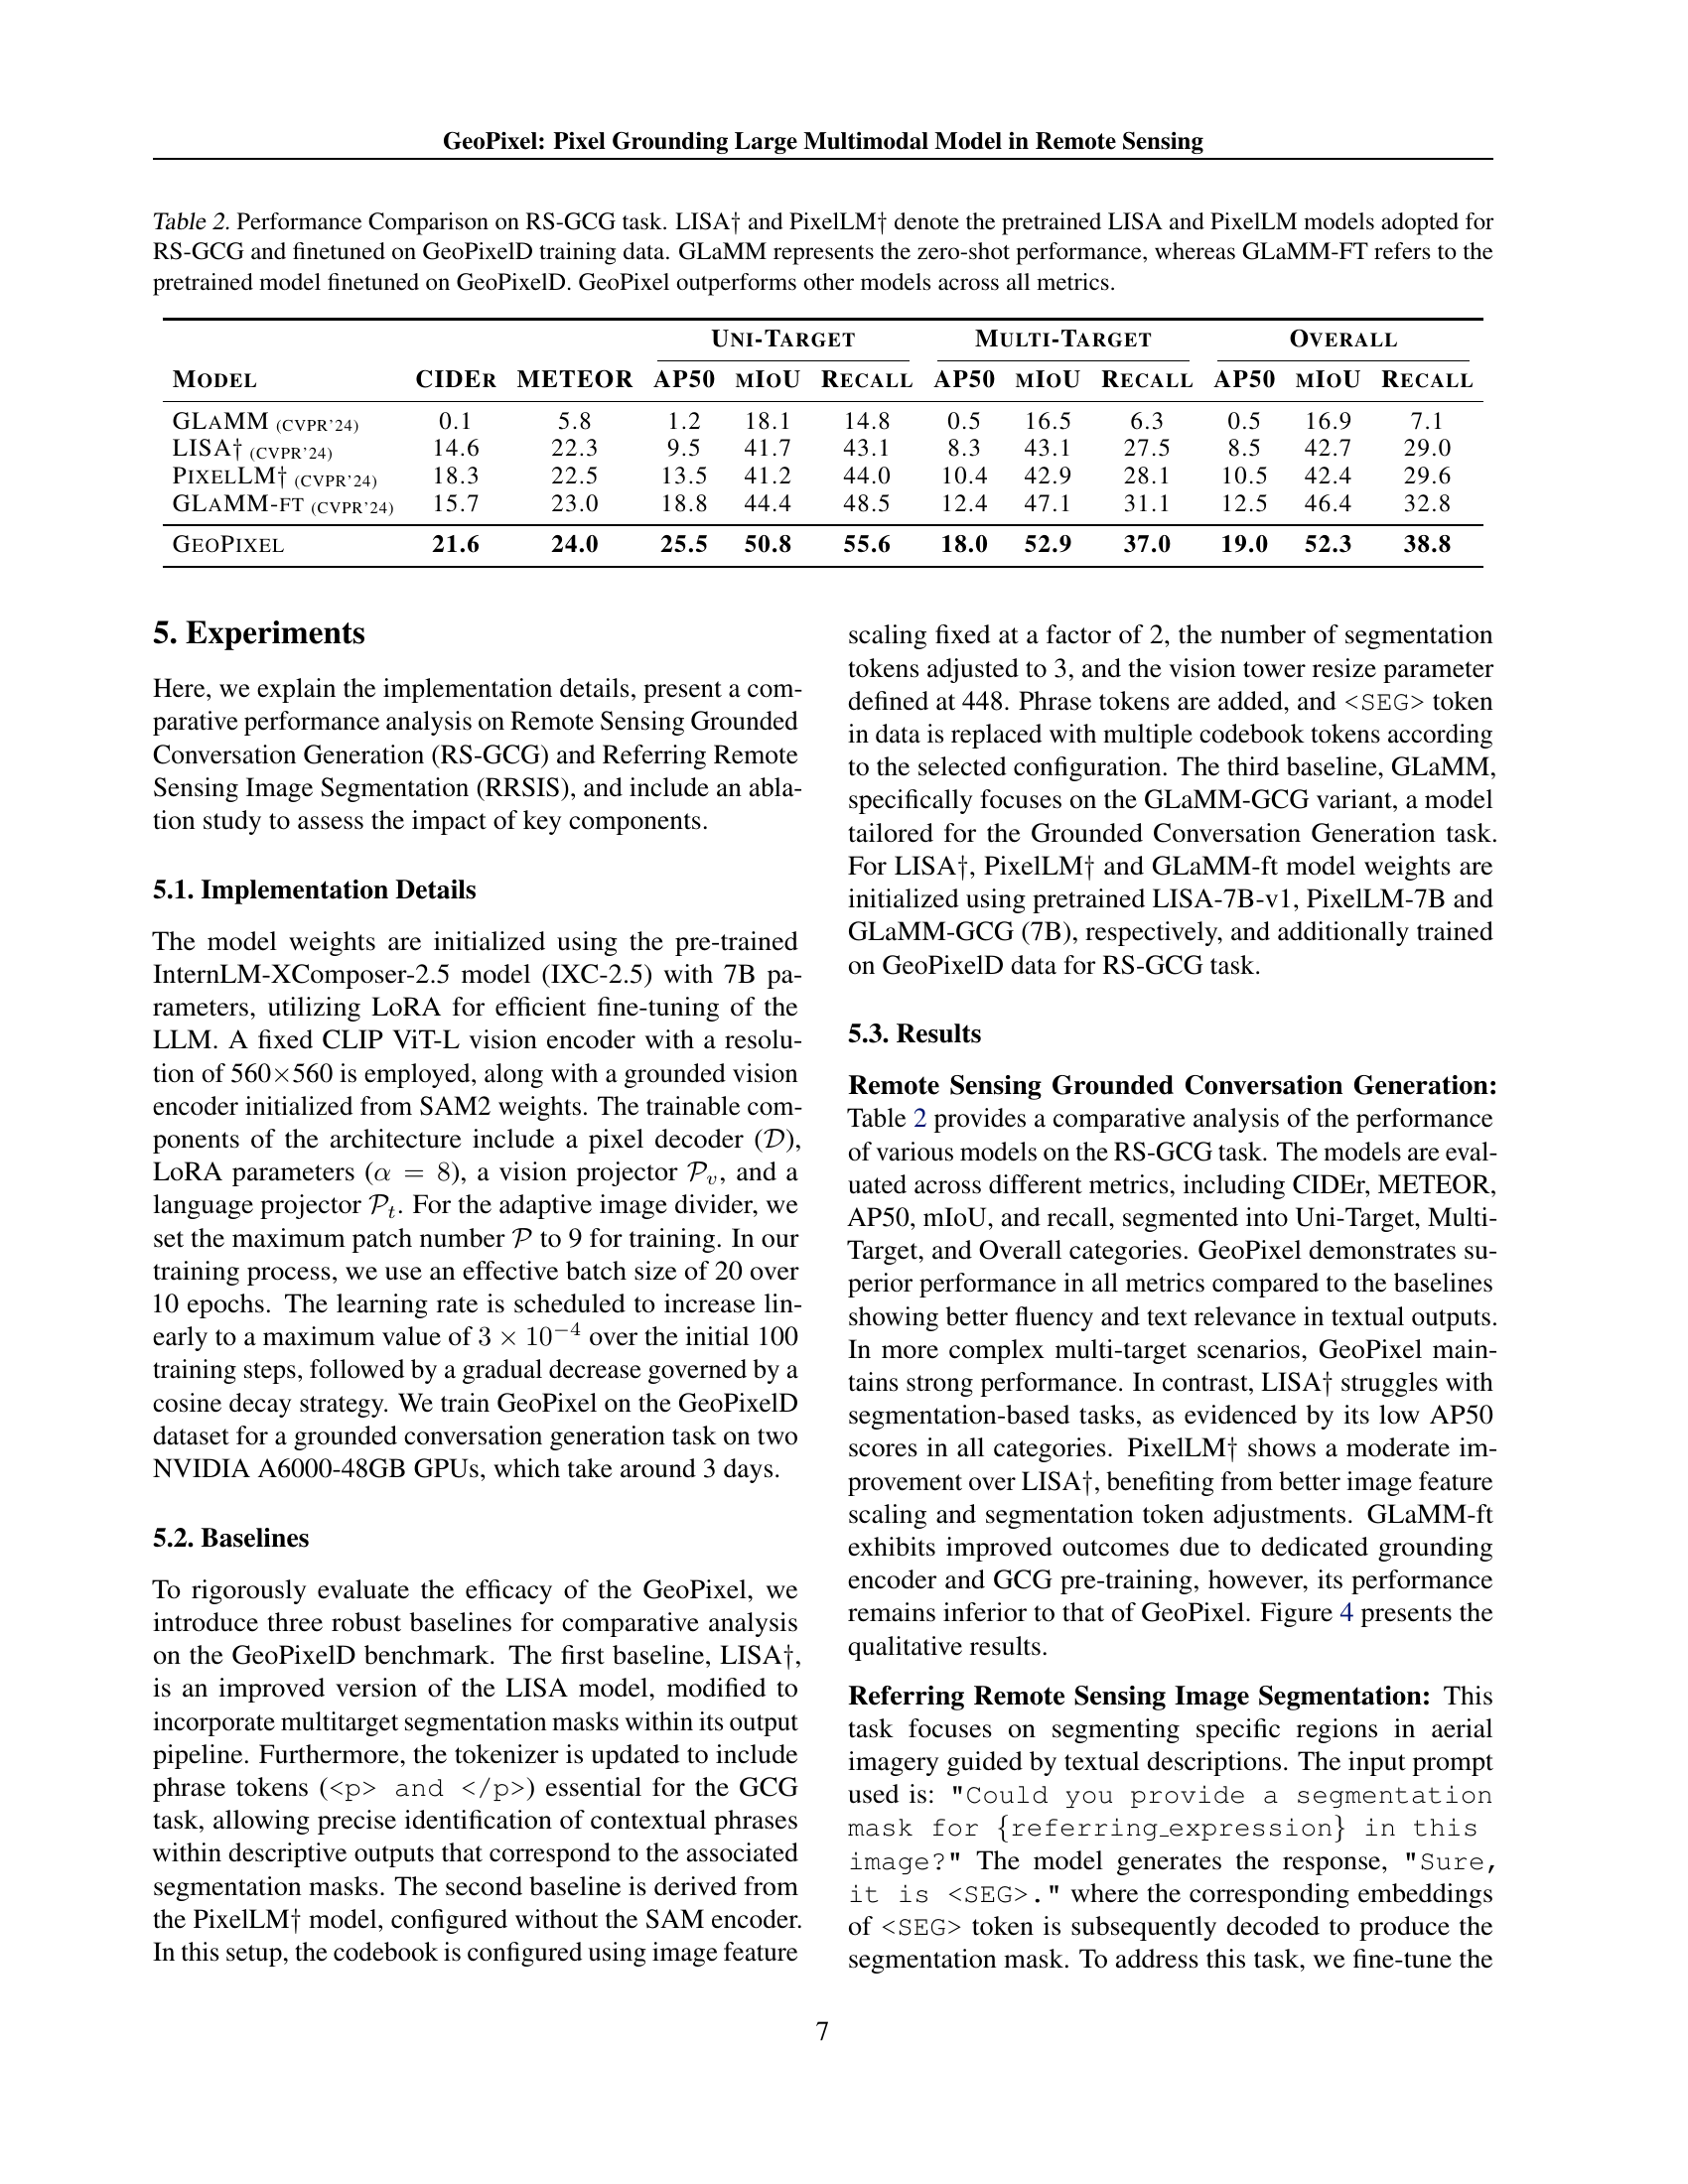 GeoPixel: Pixel Grounding Large Multimodal Model in Remote Sensing
Table 2. Performance Comparison on RS-GCG task. LISA† and PixelLM† denote the pretrained LISA and PixelLM models adopted for
RS-GCG and finetuned on GeoPixelD training data. GLaMM represents the zero-shot performance, whereas GLaMM-FT refers to the
pretrained model finetuned on GeoPixelD. GeoPixel outperforms other models across all metrics.
UNI-TARGET MULTI-TARGET OVERALL
MODEL CIDER METEOR AP50 MIOU RECALL AP50 MIOU RECALL AP50 MIOU RECALL
GLAMM (CVPR'24) 0.1 5.8 1.2 18.1 14.8 0.5 16.5 6.3 0.5 16.9 7.1
LISA† (CVPR'24) 14.6 22.3 9.5 41.7 43.1 8.3 43.1 27.5 8.5 42.7 29.0
PIXELLM† (CVPR'24) 18.3 22.5 13.5 41.2 44.0 10.4 42.9 28.1 10.5 42.4 29.6
GLAMM-FT (CVPR'24) 15.7 23.0 18.8 44.4 48.5 12.4 47.1 31.1 12.5 46.4 32.8
GEOPIXEL 21.6 24.0 25.5 50.8 55.6 18.0 52.9 37.0 19.0 52.3 38.8
5. Experiments
Here, we explain the implementation details, present a com-
parative performance analysis on Remote Sensing Grounded
Conversation Generation (RS-GCG) and Referring Remote
Sensing Image Segmentation (RRSIS), and include an abla-
tion study to assess the impact of key components.
5.1. Implementation Details
The model weights are initialized using the pre-trained
InternLM-XComposer-2.5 model (IXC-2.5) with 7B pa-
rameters, utilizing LoRA for efficient fine-tuning of the
LLM. A fixed CLIP ViT-L vision encoder with a resolu-
tion of 560×560 is employed, along with a grounded vision
encoder initialized from SAM2 weights. The trainable com-
ponents of the architecture include a pixel decoder (𝒟),
LoRA parameters (α = 8), a vision projector 𝒫ᵥ, and a
language projector 𝒫ₜ. For the adaptive image divider, we
set the maximum patch number 𝒫 to 9 for training. In our
training process, we use an effective batch size of 20 over
10 epochs. The learning rate is scheduled to increase lin-
early to a maximum value of 3 × 10⁻⁴ over the initial 100
training steps, followed by a gradual decrease governed by a
cosine decay strategy. We train GeoPixel on the GeoPixelD
dataset for a grounded conversation generation task on two
NVIDIA A6000-48GB GPUs, which take around 3 days.
5.2. Baselines
To rigorously evaluate the efficacy of the GeoPixel, we
introduce three robust baselines for comparative analysis
on the GeoPixelD benchmark. The first baseline, LISA†,
is an improved version of the LISA model, modified to
incorporate multitarget segmentation masks within its output
pipeline. Furthermore, the tokenizer is updated to include
phrase tokens (<p> and </p>) essential for the GCG
task, allowing precise identification of contextual phrases
within descriptive outputs that correspond to the associated
segmentation masks. The second baseline is derived from
the PixelLM† model, configured without the SAM encoder.
In this setup, the codebook is configured using image feature
scaling fixed at a factor of 2, the number of segmentation
tokens adjusted to 3, and the vision tower resize parameter
defined at 448. Phrase tokens are added, and <SEG> token
in data is replaced with multiple codebook tokens according
to the selected configuration. The third baseline, GLaMM,
specifically focuses on the GLaMM-GCG variant, a model
tailored for the Grounded Conversation Generation task.
For LISA†, PixelLM† and GLaMM-ft model weights are
initialized using pretrained LISA-7B-v1, PixelLM-7B and
GLaMM-GCG (7B), respectively, and additionally trained
on GeoPixelD data for RS-GCG task.
5.3. Results
Remote Sensing Grounded Conversation Generation:
Table 2 provides a comparative analysis of the performance
of various models on the RS-GCG task. The models are eval-
uated across different metrics, including CIDEr, METEOR,
AP50, mIoU, and recall, segmented into Uni-Target, Multi-
Target, and Overall categories. GeoPixel demonstrates su-
perior performance in all metrics compared to the baselines
showing better fluency and text relevance in textual outputs.
In more complex multi-target scenarios, GeoPixel main-
tains strong performance. In contrast, LISA† struggles with
segmentation-based tasks, as evidenced by its low AP50
scores in all categories. PixelLM† shows a moderate im-
provement over LISA†, benefiting from better image feature
scaling and segmentation token adjustments. GLaMM-ft
exhibits improved outcomes due to dedicated grounding
encoder and GCG pre-training, however, its performance
remains inferior to that of GeoPixel. Figure 4 presents the
qualitative results.
Referring Remote Sensing Image Segmentation: This
task focuses on segmenting specific regions in aerial
imagery guided by textual descriptions. The input prompt
used is: "Could you provide a segmentation
mask for {referring_expression} in this
image?" The model generates the response, "Sure,
it is <SEG>." where the corresponding embeddings
of <SEG> token is subsequently decoded to produce the
segmentation mask. To address this task, we fine-tune the
7